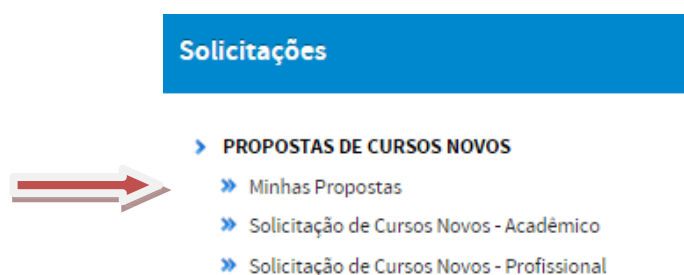 Solicitações
PROPOSTAS DE CURSOS NOVOS
Minhas Propostas
Solicitação de Cursos Novos - Acadêmico
Solicitação de Cursos Novos - Profissional